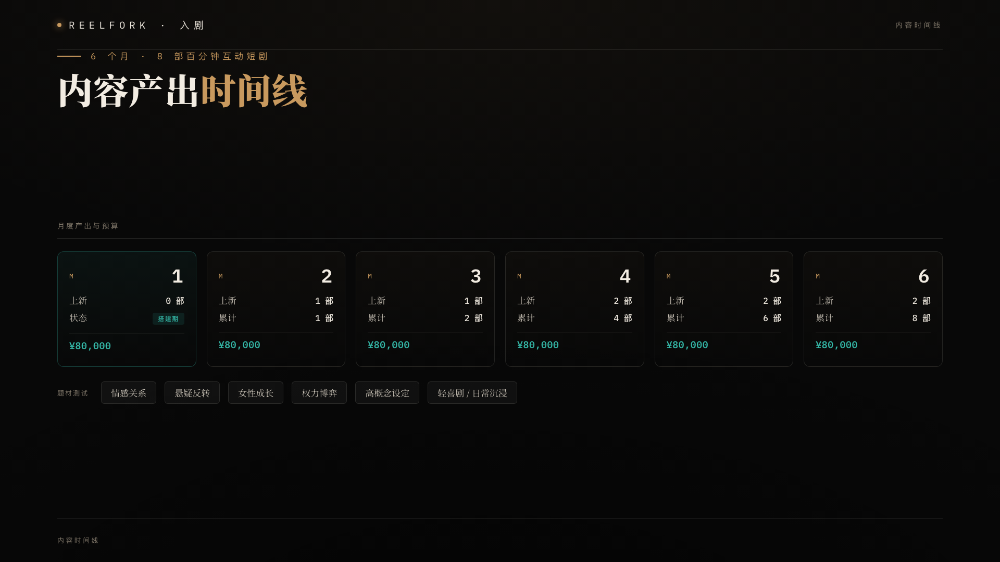 REELFORK · 入剧
内容时间线
6 个月 · 8 部百分钟互动短剧
内容产出时间线
月度产出与预算
M 1
上新 0 部
状态 搭建期
¥80,000
M 2
上新 1 部
累计 1 部
¥80,000
M 3
上新 1 部
累计 2 部
¥80,000
M 4
上新 2 部
累计 4 部
¥80,000
M 5
上新 2 部
累计 6 部
¥80,000
M 6
上新 2 部
累计 8 部
¥80,000
题材测试 情感关系 悬疑反转 女性成长 权力博弈 高概念设定 轻喜剧 / 日常沉浸
内容时间线